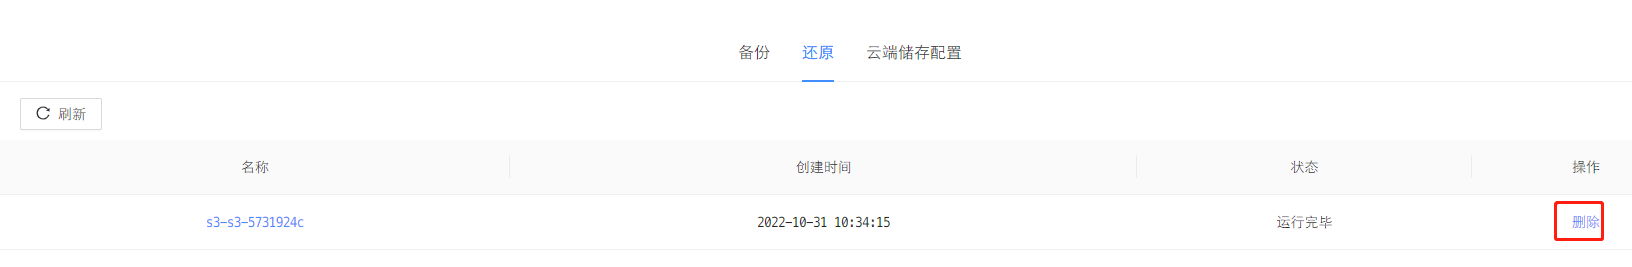 备份 还原 云端储存配置
刷新
名称 创建时间 状态 操作
s3-s3-5731924c 2022-10-31 10:34:15 运行完毕 删除